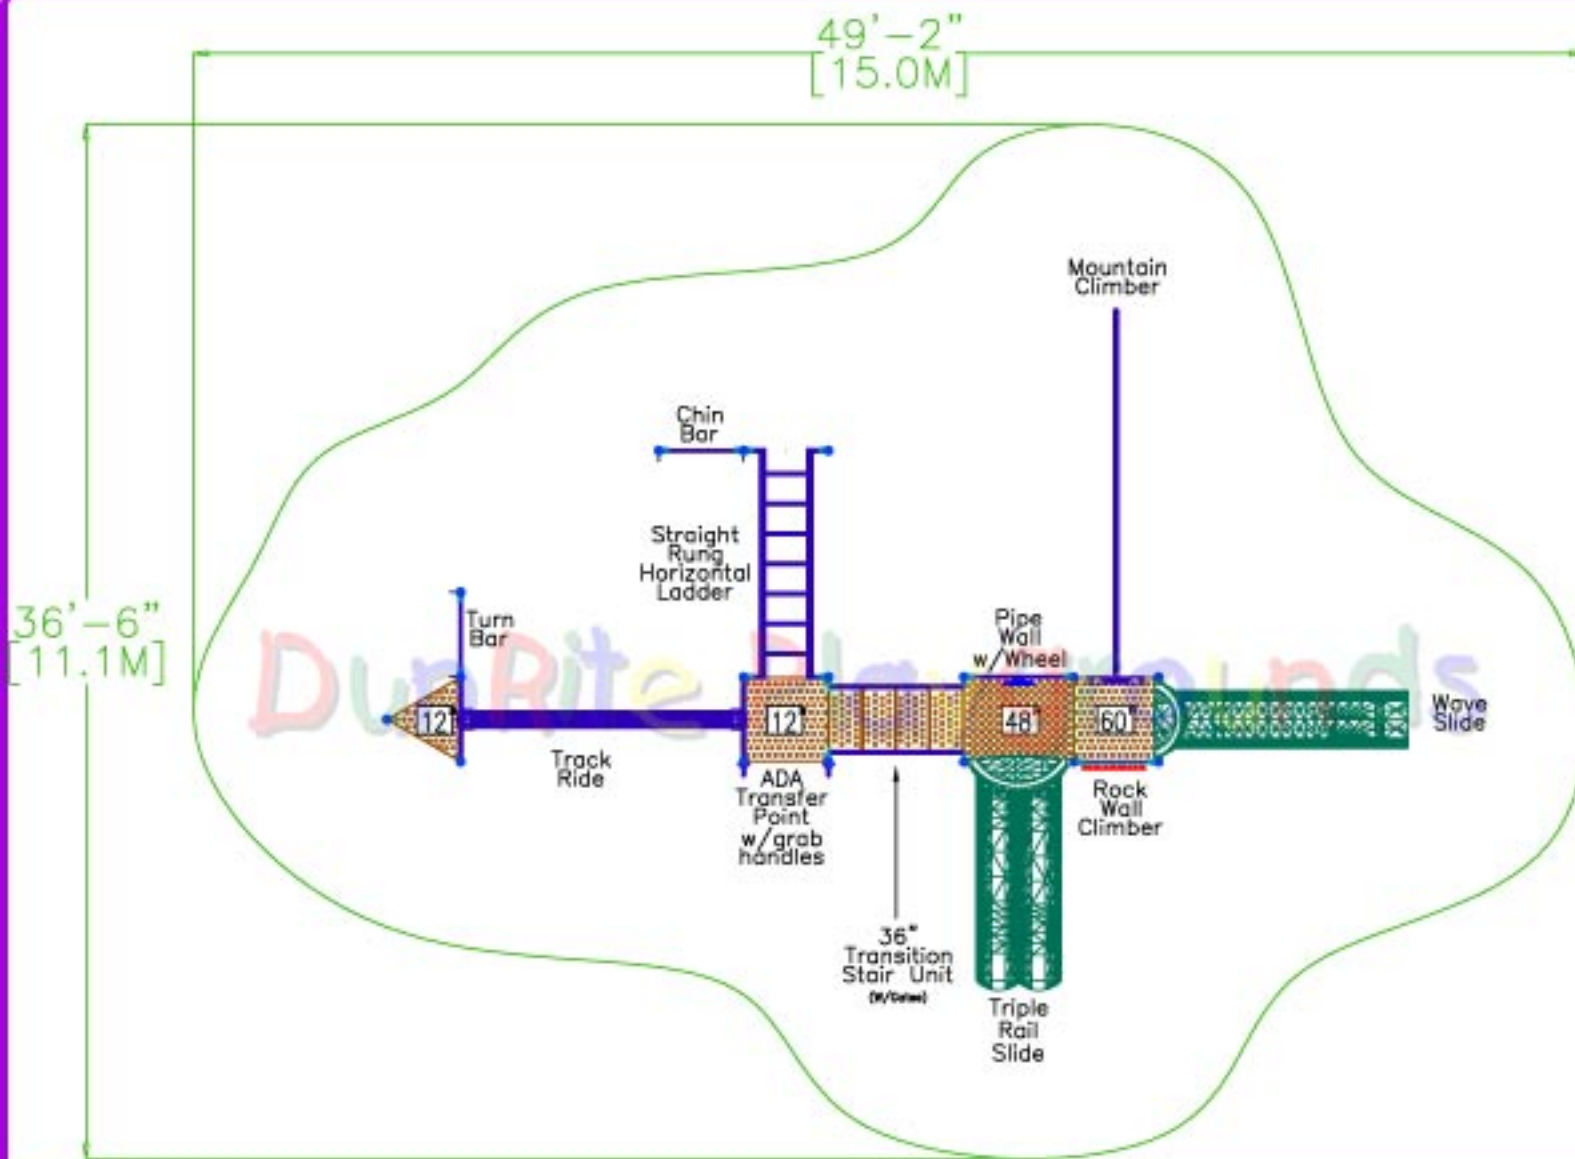 49'-2"
[15.0M]
36'-6"
[11.1M]
Mountain
Climber
Chin
Bar
Straight
Rung
Horizontal
Ladder
Turn
Bar
Pipe
Wall
w/Wheel
DunRite Playgrounds
12"
12"
48"
60"
Wave
Slide
Track
Ride
ADA
Transfer
Point
w/grab
handles
Rock
Wall
Climber
36"
Transition
Stair Unit
Triple
Rail
Slide